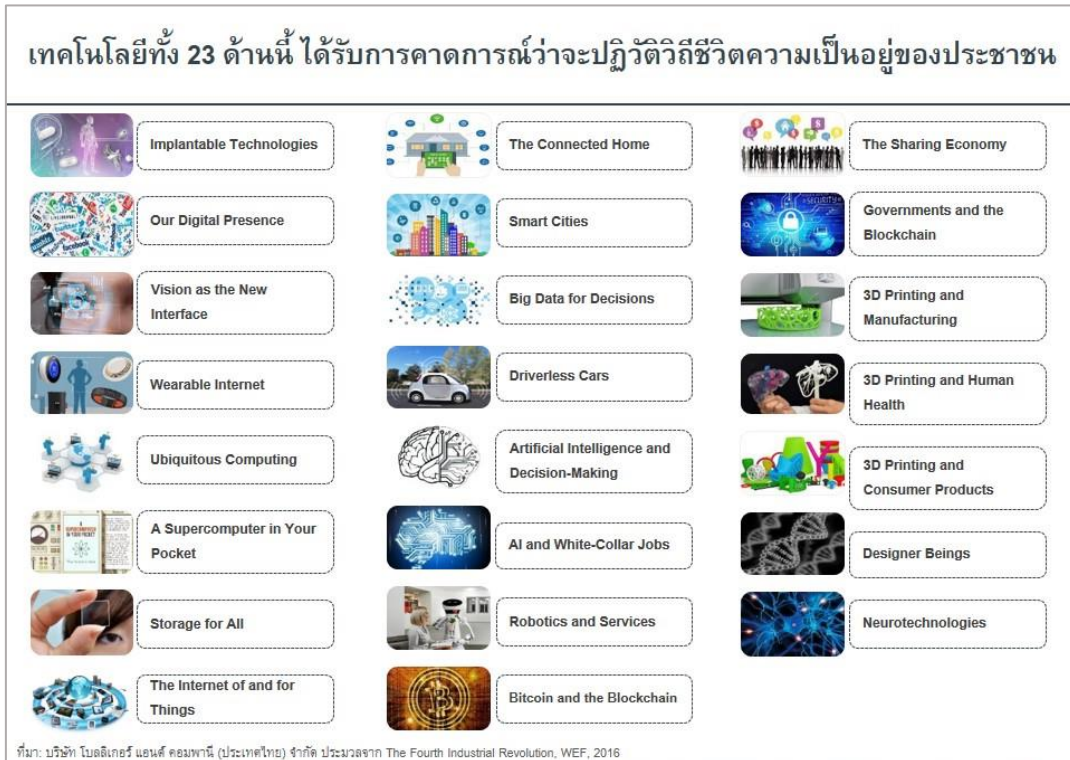 เทคโนโลยีทั้ง 23 ด้านนี้ ได้รับการคาดการณ์ว่าจะปฏิวัติวิถีชีวิตความเป็นอยู่ของประชาชน
Implantable Technologies
Our Digital Presence
Vision as the New
Interface
Wearable Internet
Ubiquitous Computing
A SUPERCOMPUTER
IN YOUR POCKET
A Supercomputer in Your
Pocket
Storage for All
The Internet of and for
Things
The Connected Home
Smart Cities
Big Data for Decisions
Driverless Cars
Artificial Intelligence and
Decision-Making
AI and White-Collar Jobs
Robotics and Services
Bitcoin and the Blockchain
The Sharing Economy
SECURITY
Governments and the
Blockchain
3D Printing and
Manufacturing
3D Printing and Human
Health
3D Printing and
Consumer Products
Designer Beings
Neurotechnologies
ที่มา: บริษัท โบลลิเกอร์ แอนด์ คอมพานี (ประเทศไทย) จำกัด ประมวลจาก The Fourth Industrial Revolution, WEF, 2016